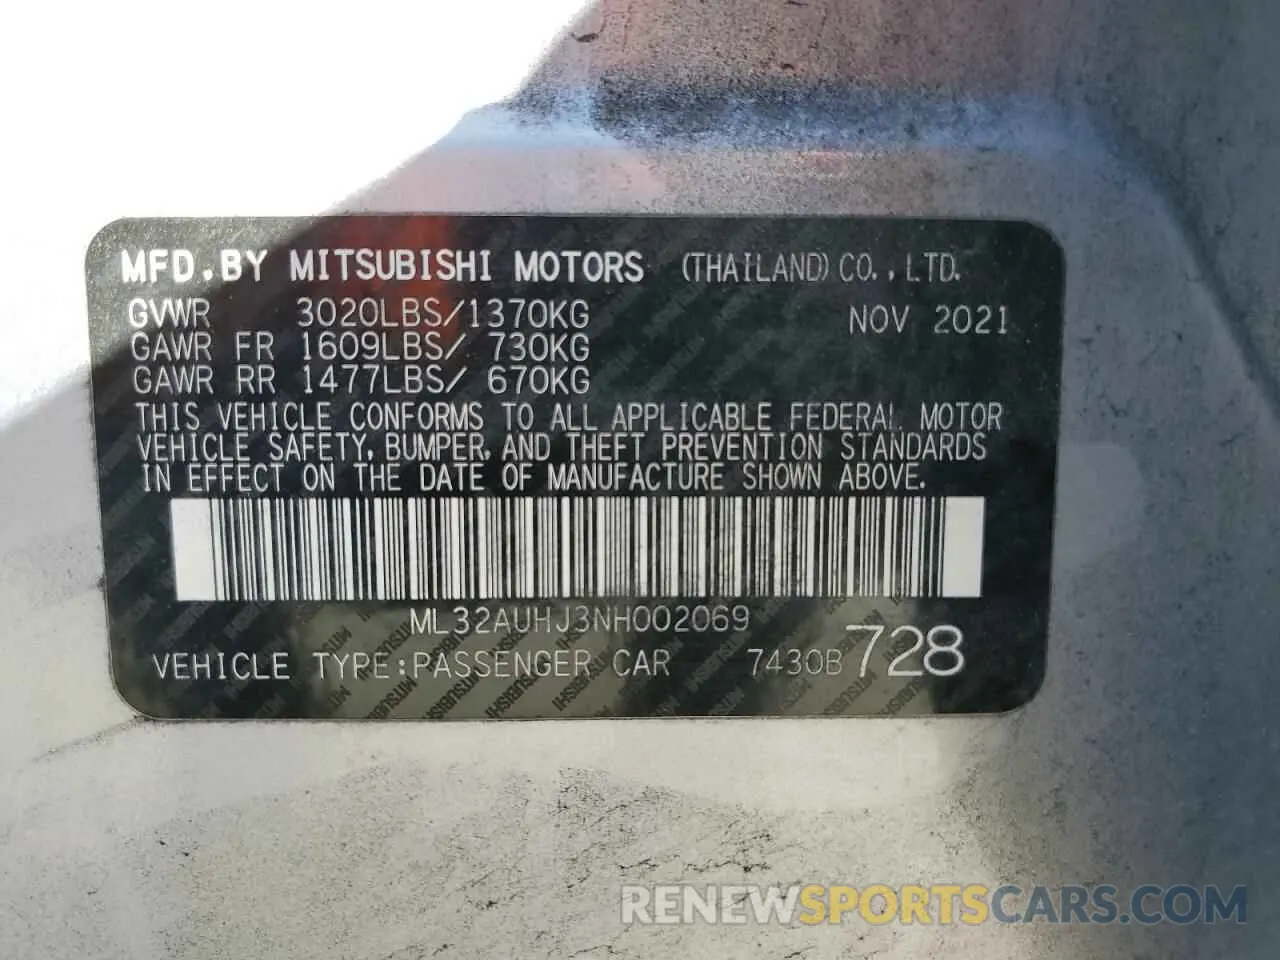 MFD.BY MITSUBISHI MOTORS (THAILAND) CO.,LTD.
GVWR 3020LBS/1370KG NOV 2021
GAWR FR 1609LBS/ 730KG
GAWR RR 1477LBS/ 670KG
THIS VEHICLE CONFORMS TO ALL APPLICABLE FEDERAL MOTOR
VEHICLE SAFETY, BUMPER, AND THEFT PREVENTION STANDARDS
IN EFFECT ON THE DATE OF MANUFACTURE SHOWN ABOVE.
ML32AUHJ3NH002069
VEHICLE TYPE:PASSENGER CAR 7430B 728
RENEWSPORTSCARS.COM